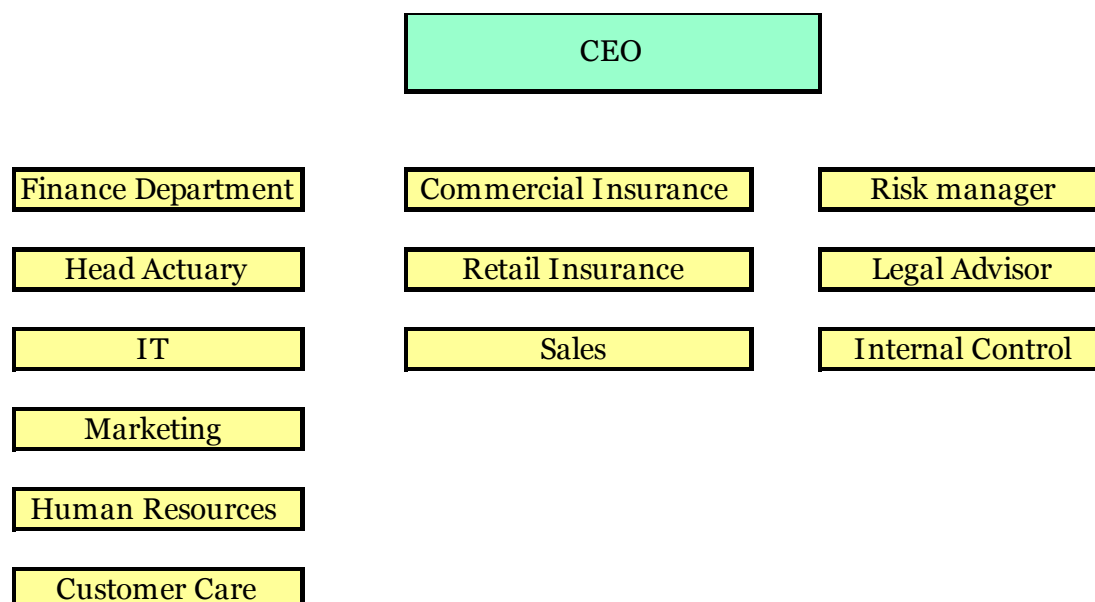 CEO
Finance Department
Commercial Insurance
Risk manager
Head Actuary
Retail Insurance
Legal Advisor
IT
Sales
Internal Control
Marketing
Human Resources
Customer Care